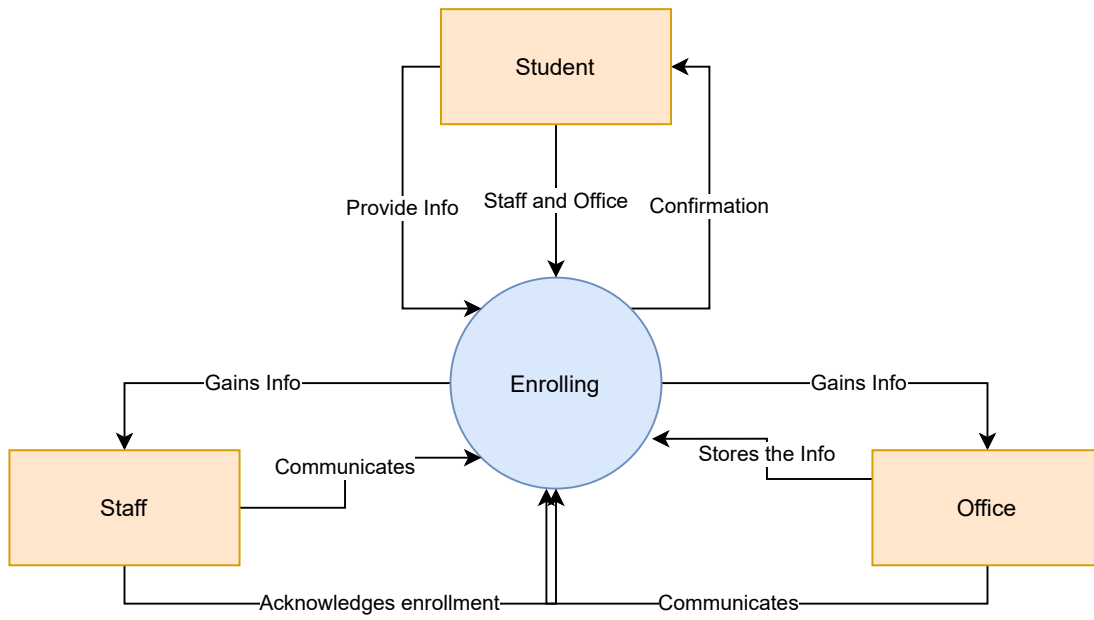 Student
Provide Info
Staff and Office
Confirmation
Enrolling
Gains Info
Gains Info
Communicates
Stores the Info
Staff
Office
Acknowledges enrollment
Communicates